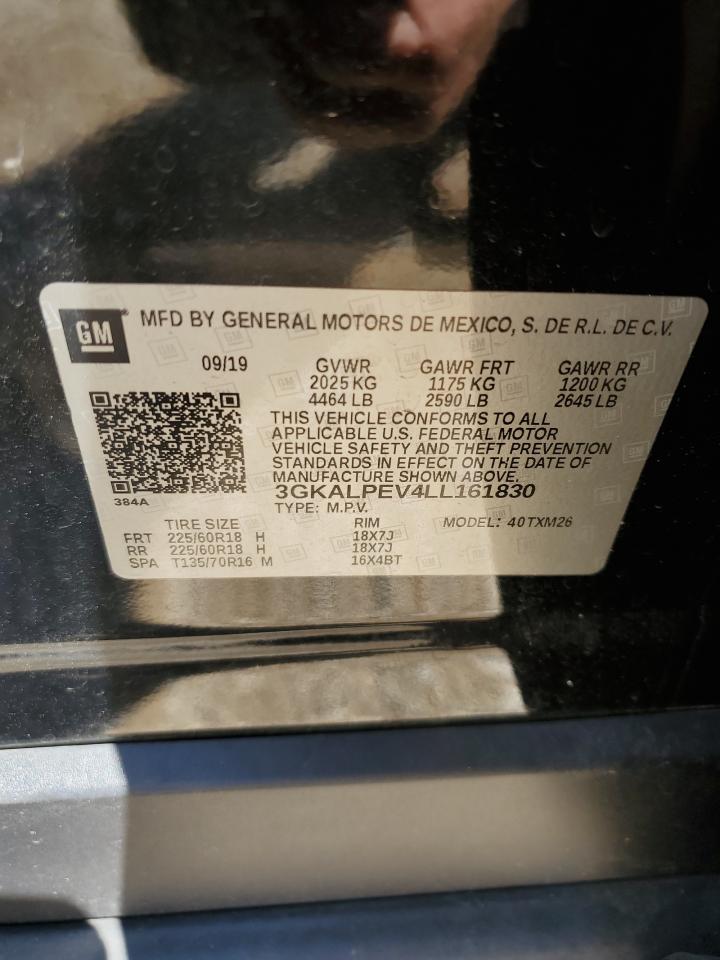 GM MFD BY GENERAL MOTORS DE MEXICO, S. DE R.L. DE C.V.
09/19 GVWR GAWR FRT GAWR RR
2025 KG 1175 KG 1200 KG
4464 LB 2590 LB 2645 LB
THIS VEHICLE CONFORMS TO ALL
APPLICABLE U.S. FEDERAL MOTOR
VEHICLE SAFETY AND THEFT PREVENTION
STANDARDS IN EFFECT ON THE DATE OF
MANUFACTURE SHOWN ABOVE.
3GKALPEV4LL161830
384A
TYPE: M.P.V.
TIRE SIZE RIM MODEL: 40TXM26
FRT 225/60R18 H 18X7J
RR 225/60R18 H 18X7J
SPA T135/70R16 M 16X4BT